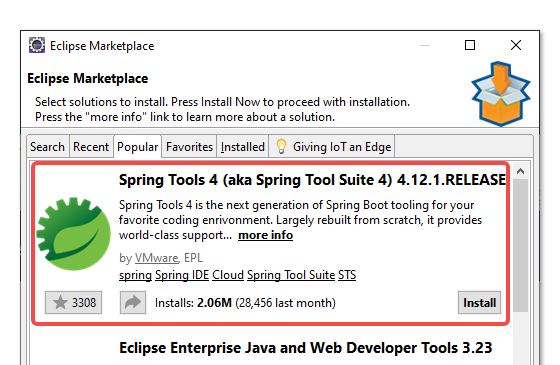 Eclipse Marketplace
Eclipse Marketplace
Select solutions to install. Press Install Now to proceed with installation.
Press the "more info" link to learn more about a solution.
Search Recent Popular Favorites Installed Giving IoT an Edge
Spring Tools 4 (aka Spring Tool Suite 4) 4.12.1.RELEASE
Spring Tools 4 is the next generation of Spring Boot tooling for your
favorite coding enrivonment. Largely rebuilt from scratch, it provides
world-class support... more info
by VMware, EPL
spring Spring IDE Cloud Spring Tool Suite STS
3308 Installs: 2.06M (28,456 last month) Install
Eclipse Enterprise Java and Web Developer Tools 3.23